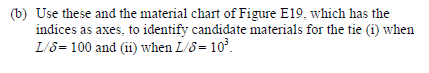 (b) Use these and the material chart of Figure E19, which has the
indices as axes, to identify candidate materials for the tie (i) when
L/δ= 100 and (ii) when L/δ= 10³.